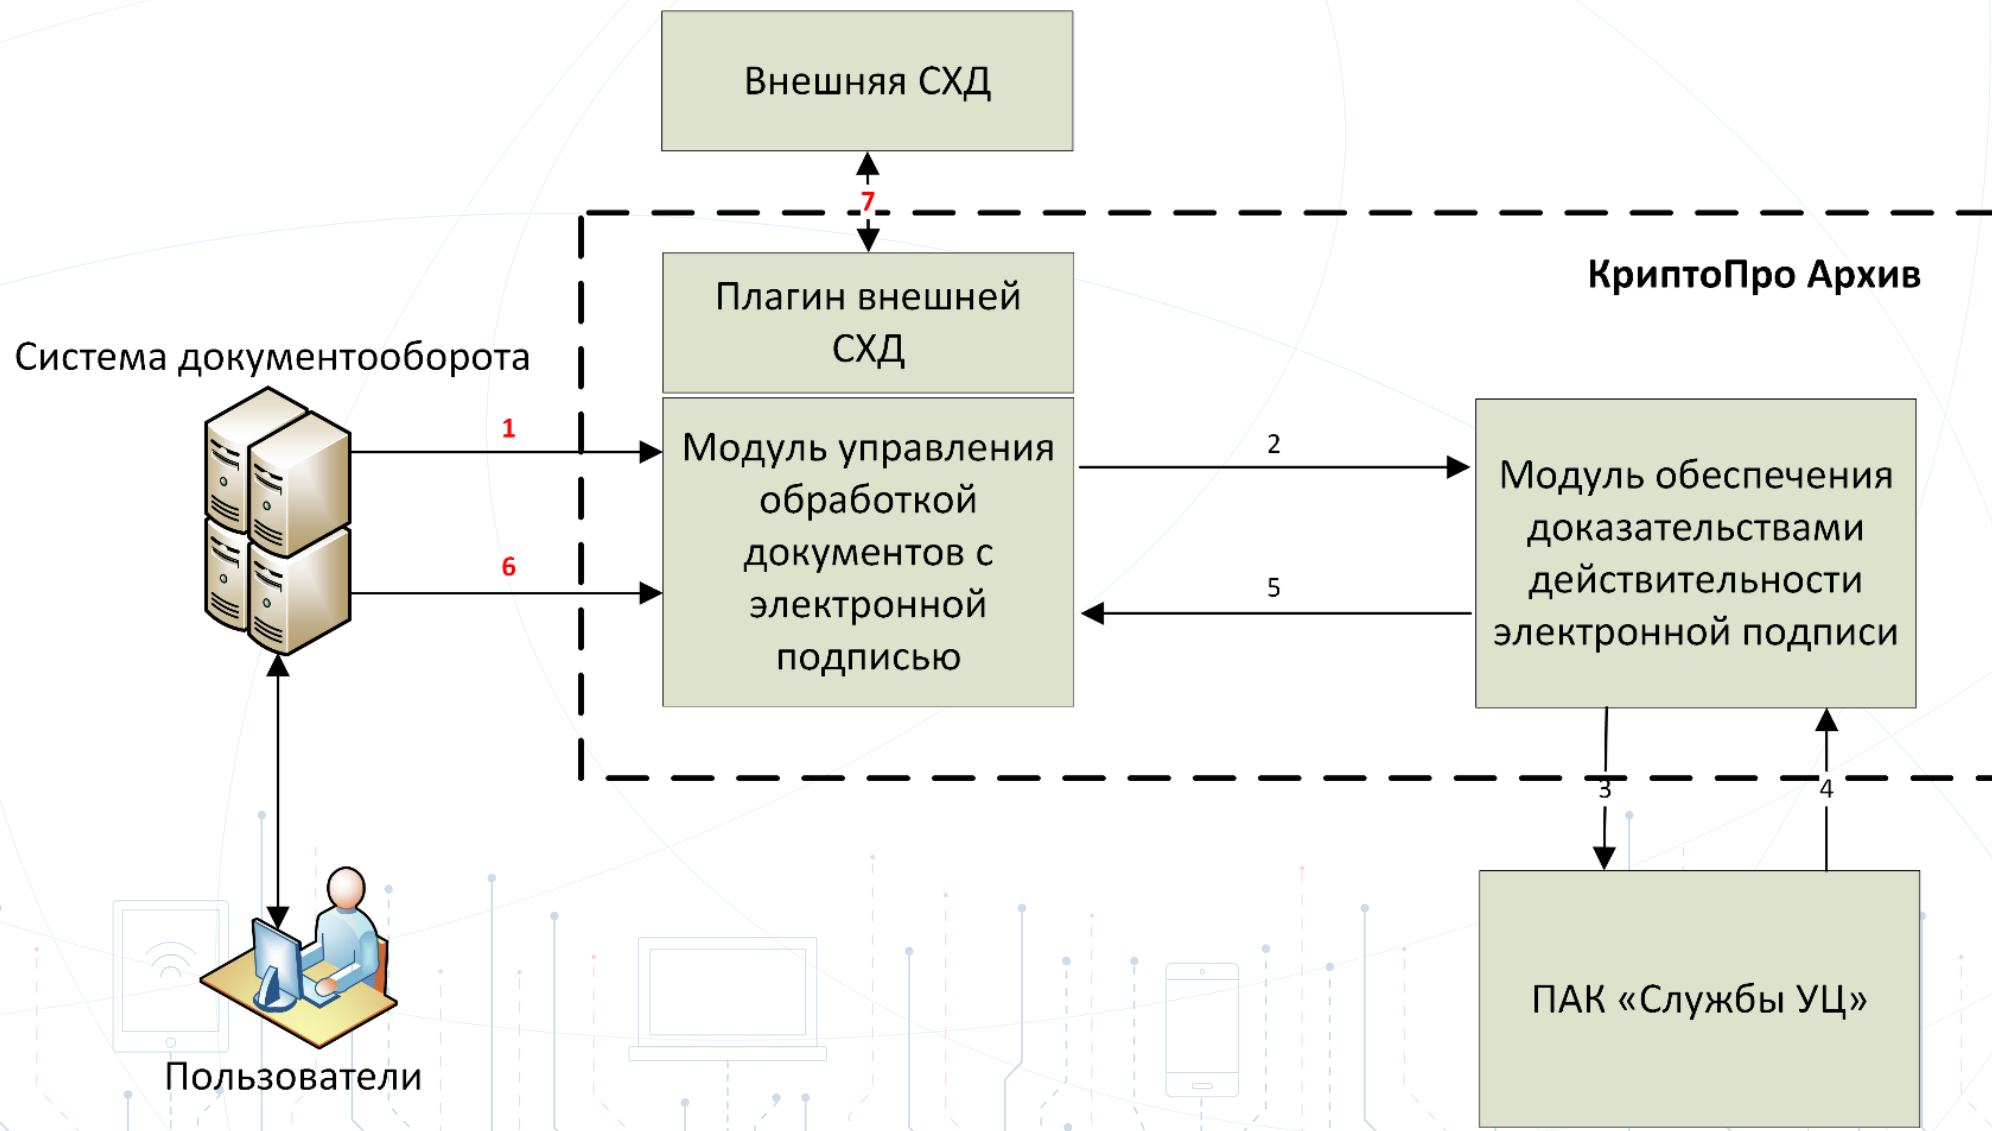 Внешняя СХД
7
КриптоПро Архив
Плагин внешней
СХД
Система документооборота
1
Модуль управления
обработкой
документов с
электронной
подписью
2
Модуль обеспечения
доказательствами
действительности
электронной подписи
6
5
3
4
ПАК «Службы УЦ»
Пользователи